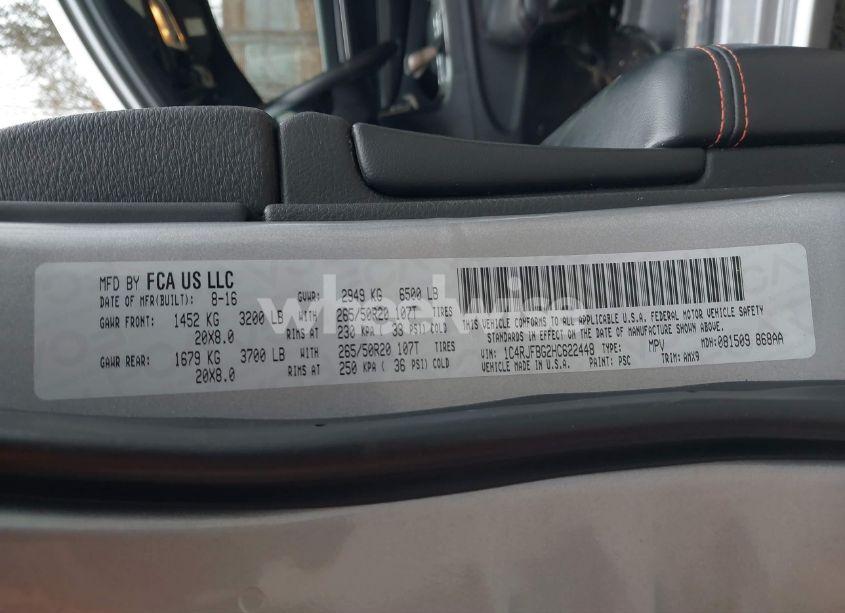 MFD BY FCA US LLC
DATE OF MFR(BUILT): 8-16 GVWR: 2949 KG 6500 LB
GAWR FRONT: 1452 KG 3200 LB WITH 265/50R20 107T TIRES
20X8.0 RIMS AT 230 KPA( 33 PSI) COLD
GAWR REAR: 1679 KG 3700 LB WITH 265/50R20 107T TIRES
20X8.0 RIMS AT 250 KPA ( 36 PSI) COLD
THIS VEHICLE CONFORMS TO ALL APPLICABLE U.S.A. FEDERAL MOTOR VEHICLE SAFETY
STANDARDS IN EFFECT ON THE DATE OF MANUFACTURE SHOWN ABOVE.
VIN: 1C4RJFBG2HC622448 TYPE: MPV MDH: 081509 868AA
VEHICLE MADE IN U.S.A. PAINT: PSC TRIM: AMX9
wheelwise